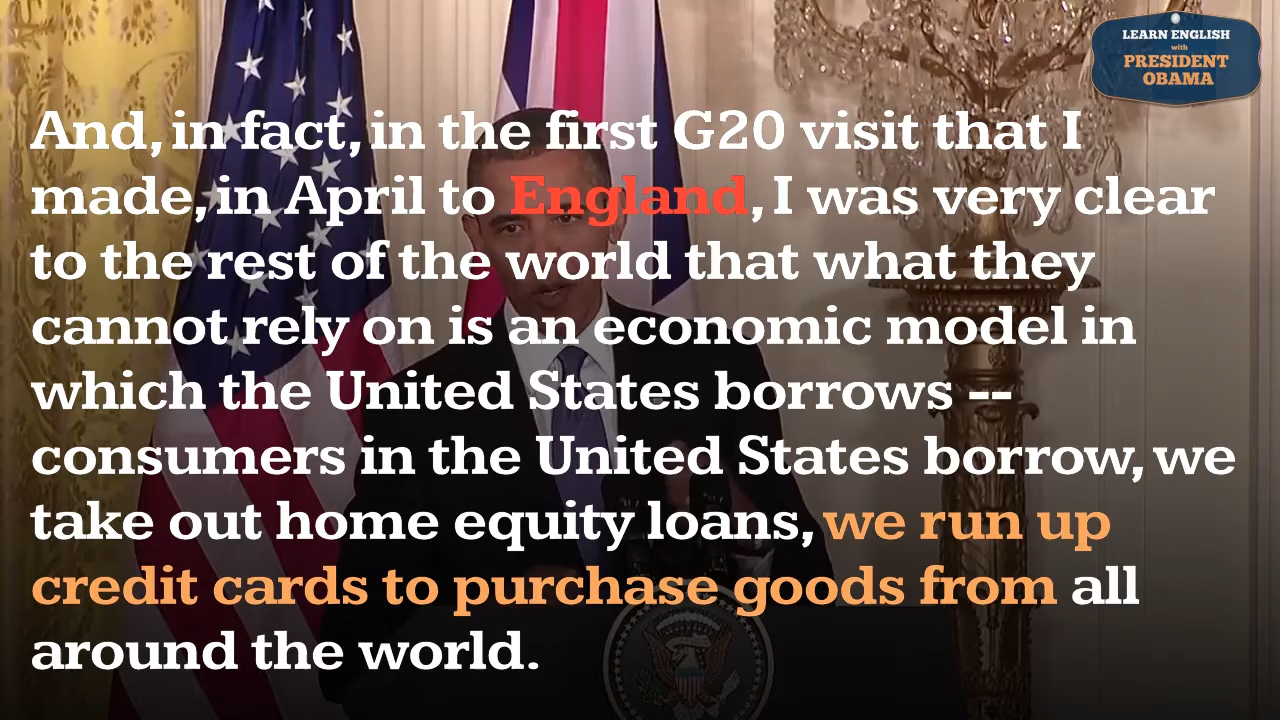 LEARN ENGLISH
with
PRESIDENT
OBAMA
And, in fact, in the first G20 visit that I
made, in April to England, I was very clear
to the rest of the world that what they
cannot rely on is an economic model in
which the United States borrows --
consumers in the United States borrow, we
take out home equity loans, we run up
credit cards to purchase goods from all
around the world.